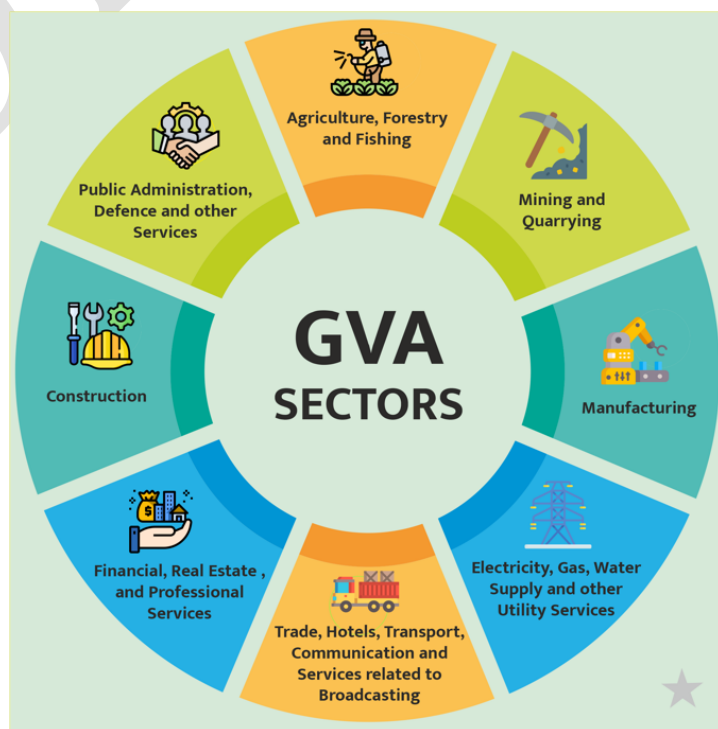 GVA
SECTORS
Agriculture, Forestry
and Fishing
Mining and
Quarrying
Manufacturing
Electricity, Gas, Water
Supply and other
Utility Services
Trade, Hotels, Transport,
Communication and
Services related to
Broadcasting
Financial, Real Estate ,
and Professional
Services
Construction
Public Administration,
Defence and other
Services